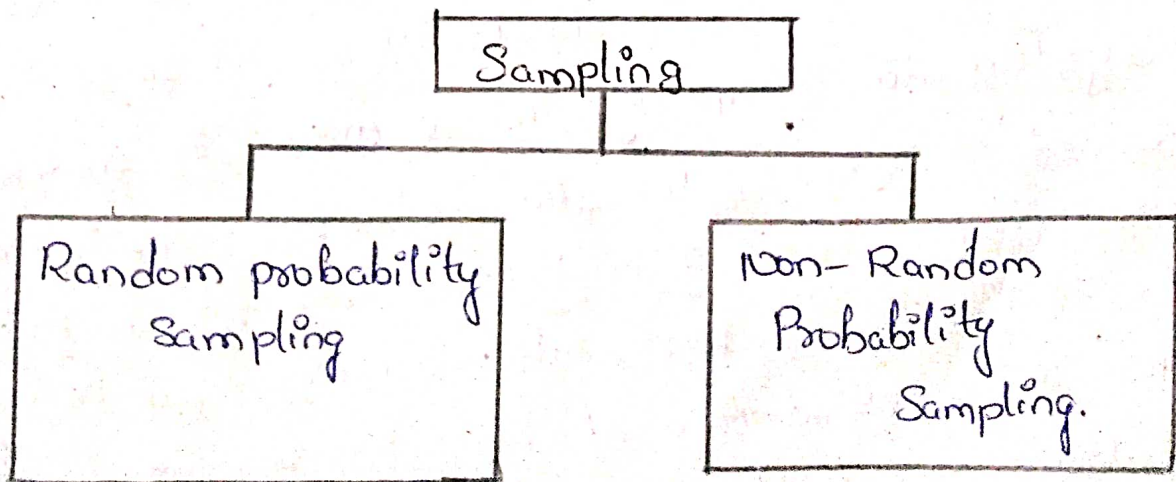 Sampling
Random probability
Sampling
Non-Random
Probability
Sampling.